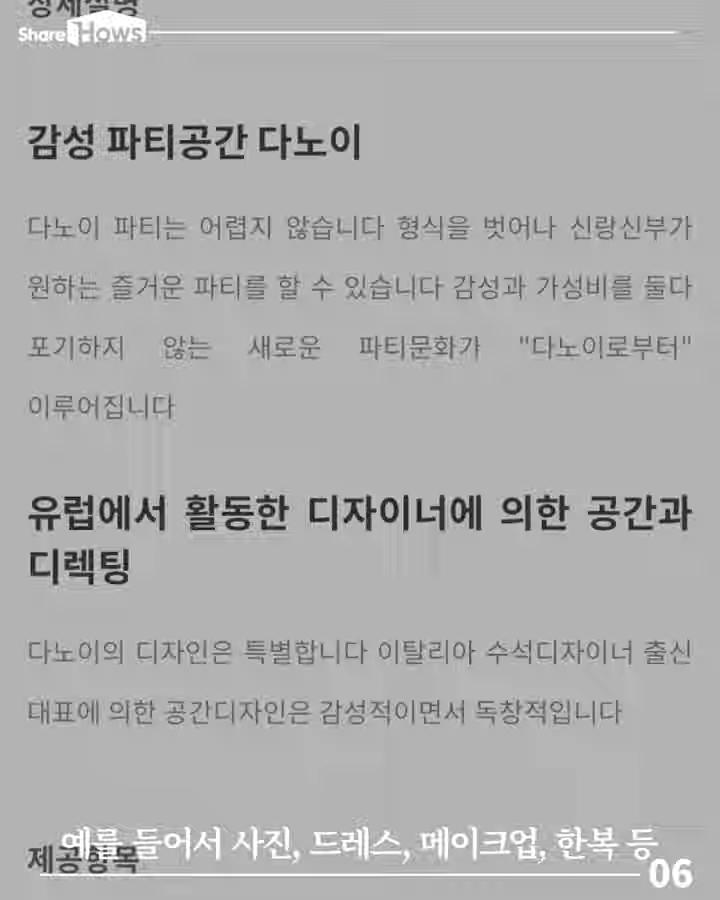 상세설명
Share Hows
감성 파티공간 다노이
다노이 파티는 어렵지 않습니다 형식을 벗어나 신랑신부가
원하는 즐거운 파티를 할 수 있습니다 감성과 가성비를 둘다
포기하지 않는 새로운 파티문화가 "다노이로부터"
이루어집니다
유럽에서 활동한 디자이너에 의한 공간과
디렉팅
다노이의 디자인은 특별합니다 이탈리아 수석디자이너 출신
대표에 의한 공간디자인은 감성적이면서 독창적입니다
예를 들어서 사진, 드레스, 메이크업, 한복 등
제공항목
06